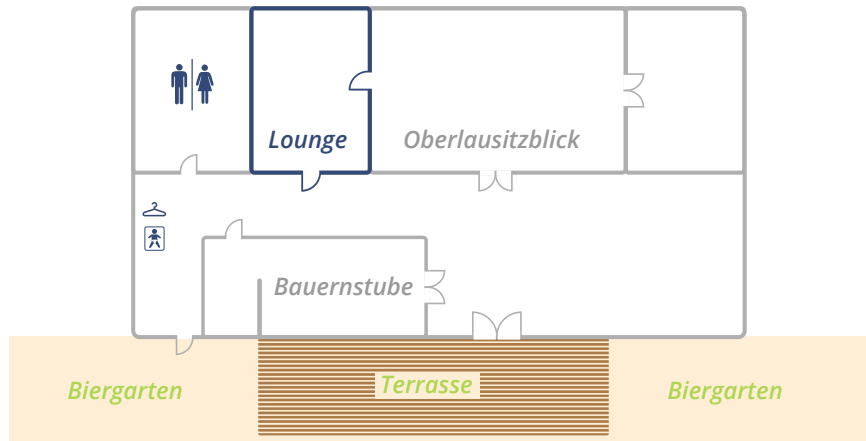 Lounge
Oberlausitzblick
Bauernstube
Biergarten
Terrasse
Biergarten